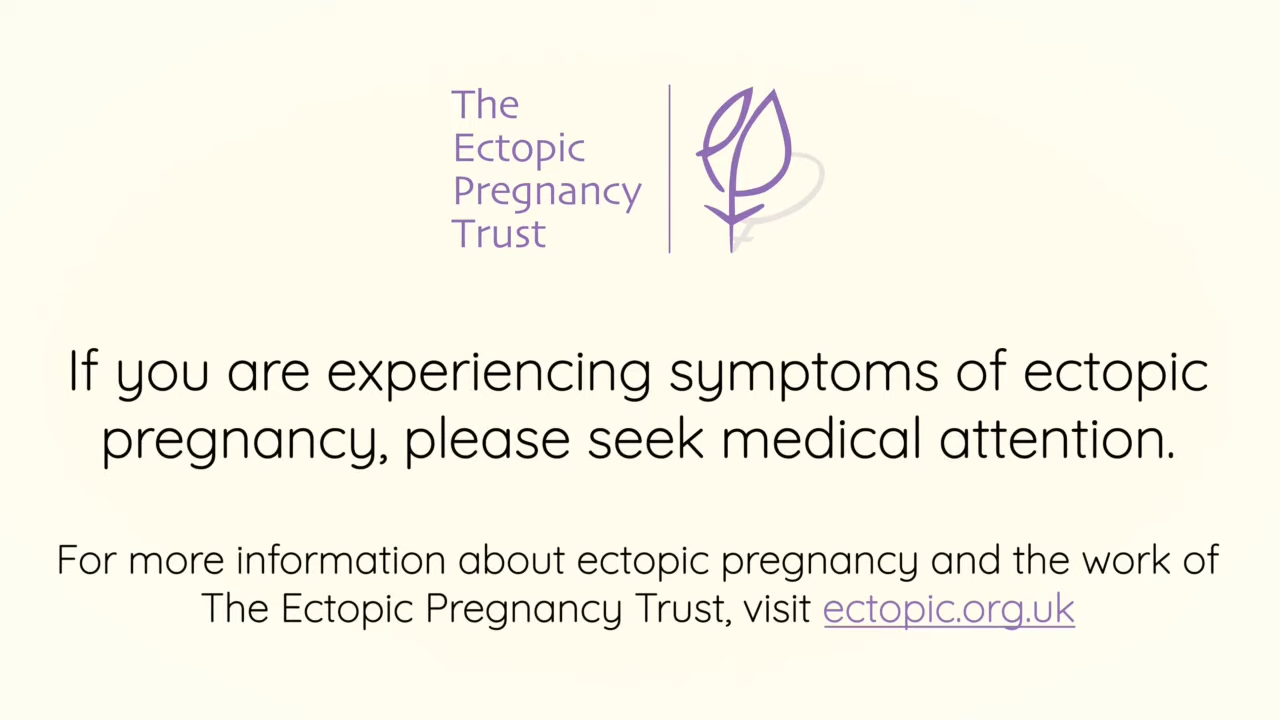 The
Ectopic
Pregnancy
Trust
If you are experiencing symptoms of ectopic
pregnancy, please seek medical attention.
For more information about ectopic pregnancy and the work of
The Ectopic Pregnancy Trust, visit ectopic.org.uk